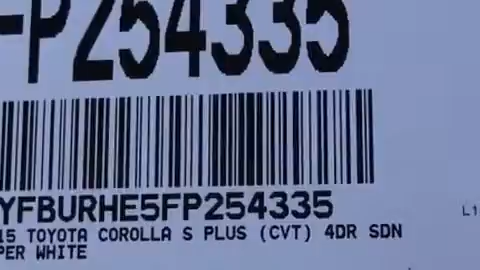 -P254335
YFBURHE5FP254335
L1
15 TOYOTA COROLLA S PLUS (CVT) 4DR SDN
PER WHITE